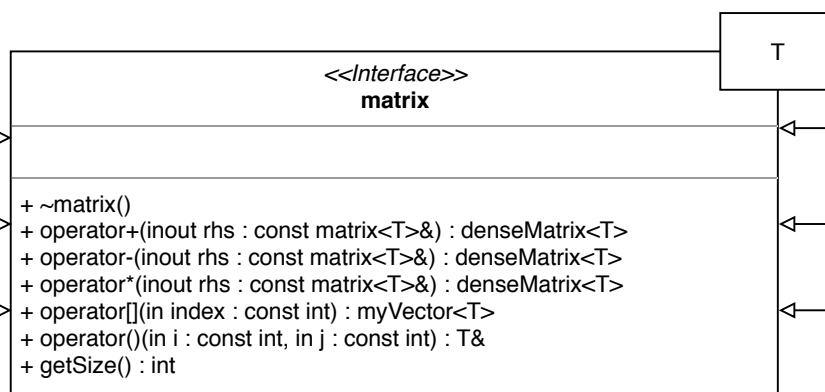 T
<<Interface>>
matrix
+ ~matrix()
+ operator+(inout rhs : const matrix<T>&) : denseMatrix<T>
+ operator-(inout rhs : const matrix<T>&) : denseMatrix<T>
+ operator*(inout rhs : const matrix<T>&) : denseMatrix<T>
+ operator[](in index : const int) : myVector<T>
+ operator()(in i : const int, in j : const int) : T&
+ getSize() : int